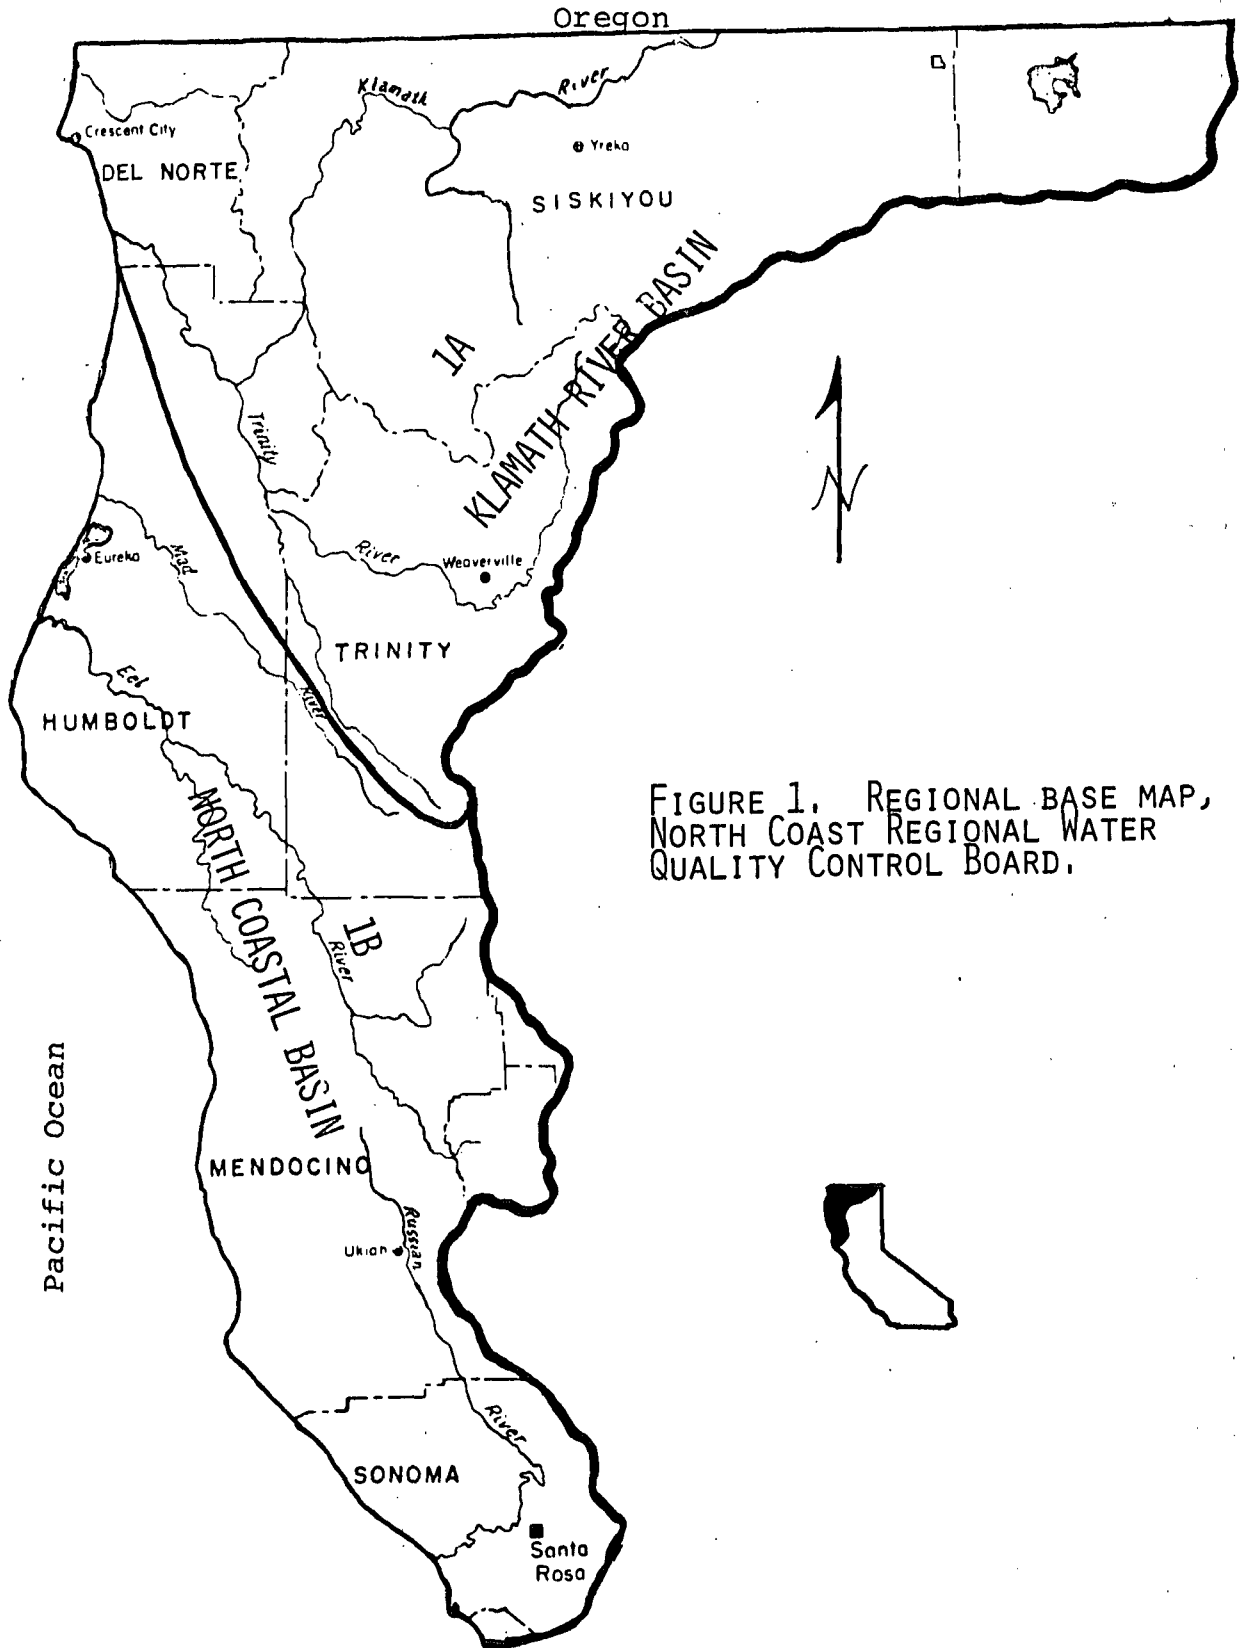 Oregon
Klamath
River
Crescent City
Yreka
DEL NORTE
SISKIYOU
1A
KLAMATH RIVER BASIN
Trinity
N
Eureka
Mad
River
Weaverville
TRINITY
Eel
River
HUMBOLDT
FIGURE 1. REGIONAL BASE MAP,
NORTH COAST REGIONAL WATER
QUALITY CONTROL BOARD.
NORTH COASTAL BASIN
1B
River
Pacific Ocean
MENDOCINO
Ukiah
Russian
River
SONOMA
Santa
Rosa